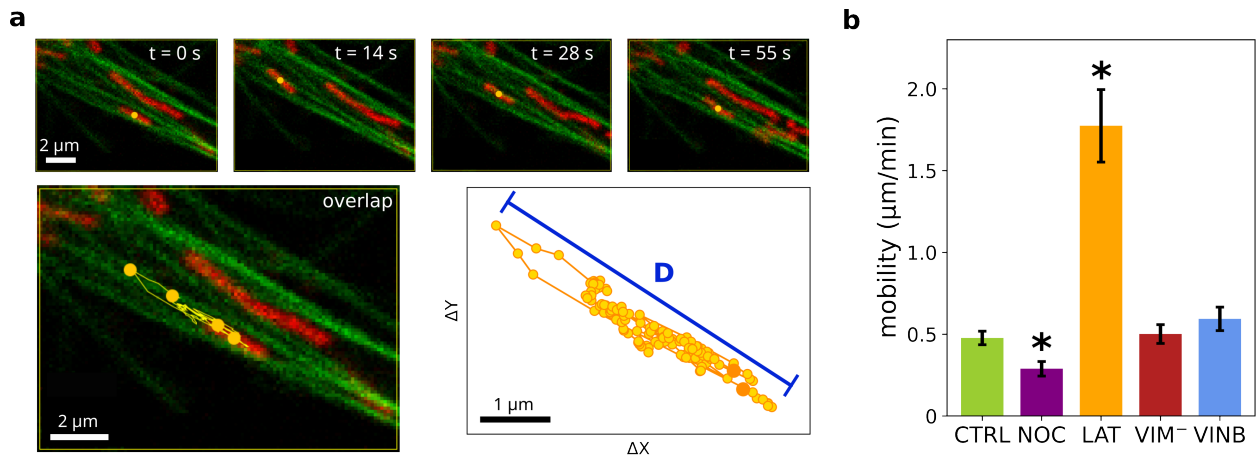 a
t = 0 s
t = 14 s
t = 28 s
t = 55 s
2 μm
overlap
2 μm
D
ΔY
1 μm
ΔX
b
mobility (μm/min)
2.0
1.5
1.0
0.5
0
*
*
CTRL NOC LAT VIM⁻ VINB